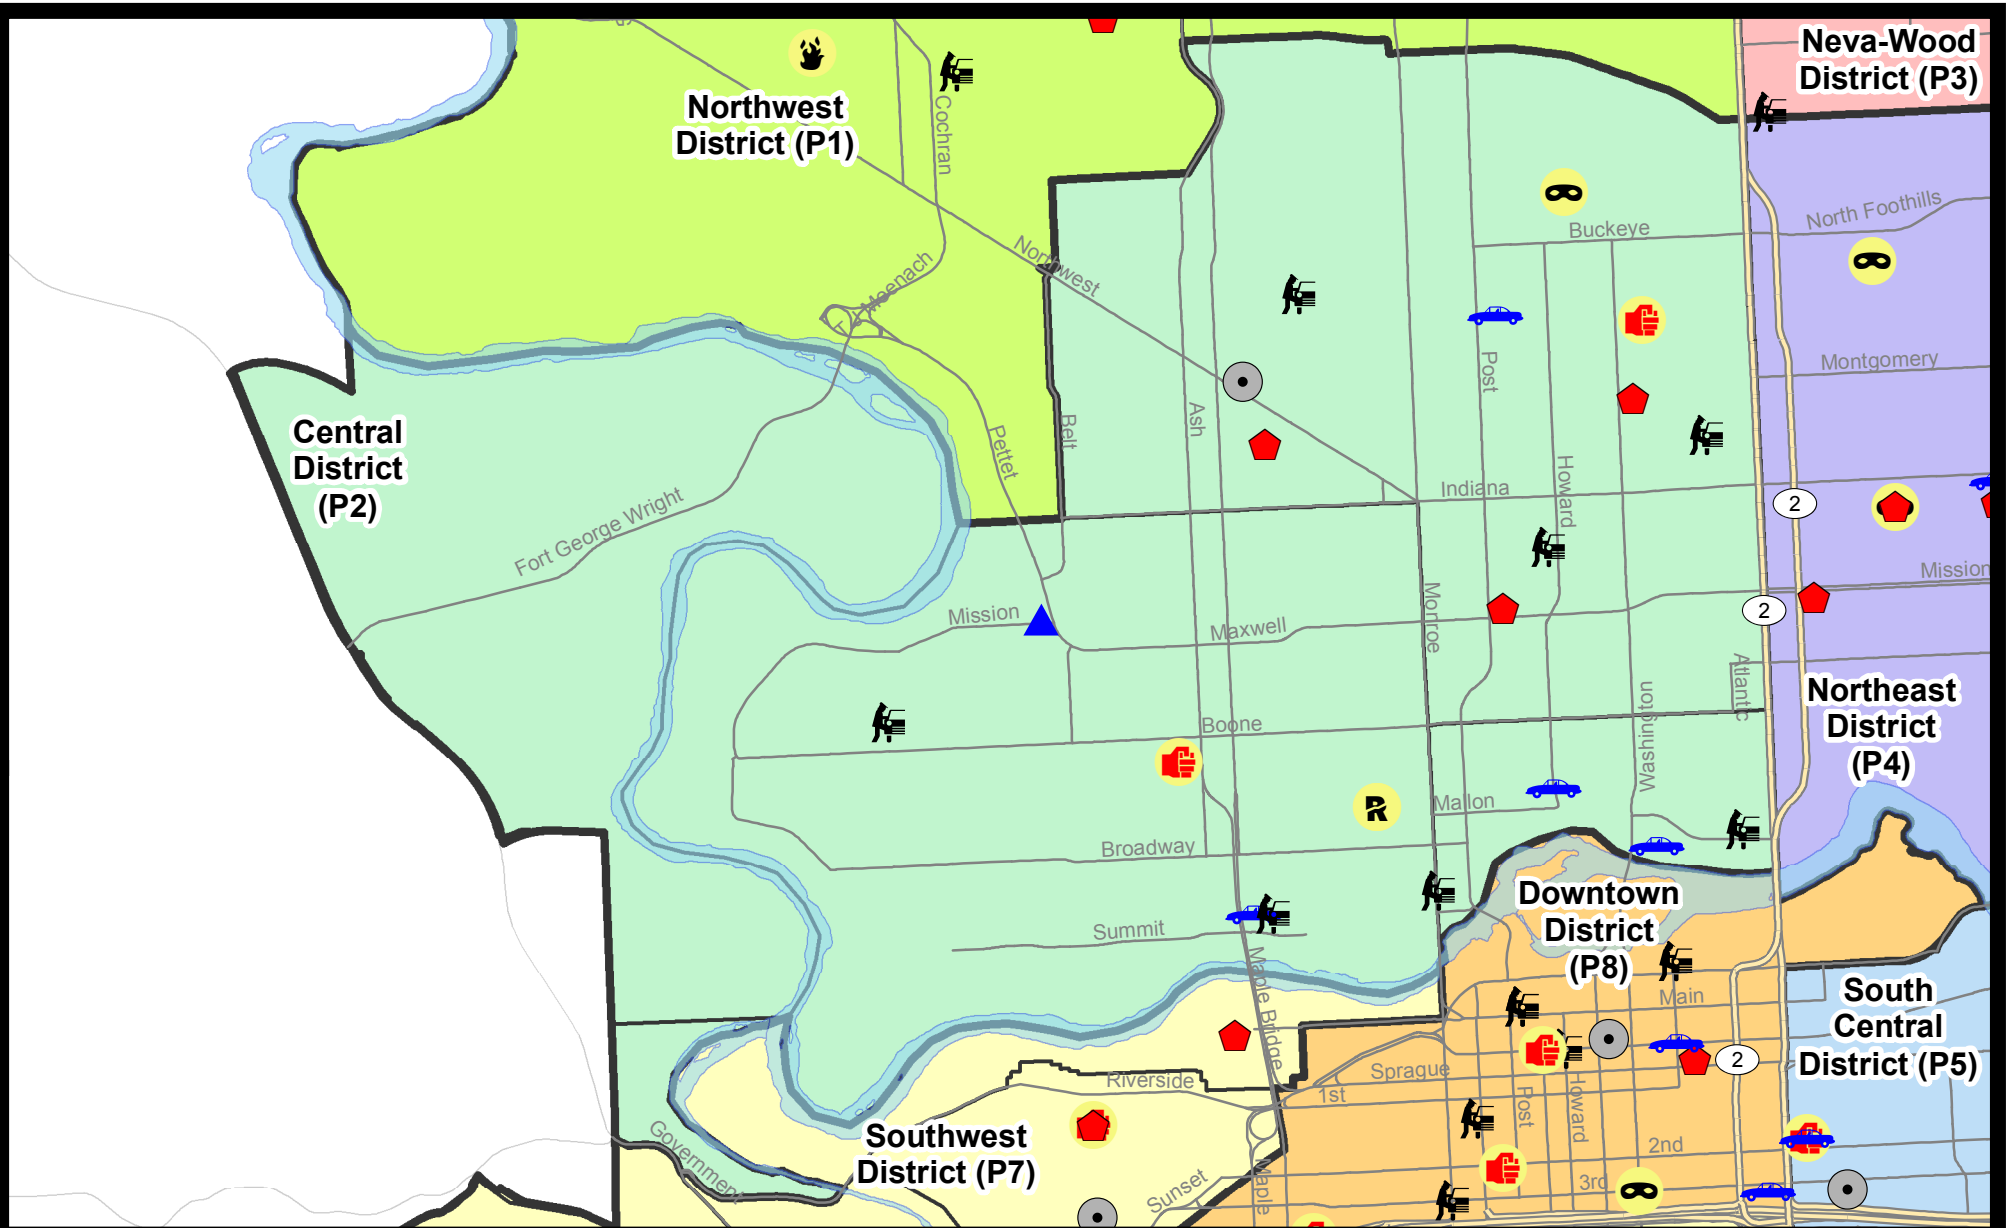 Neva-Wood
District (P3)
Northwest
District (P1)
Cochran
North Foothills
Buckeye
Northwest
T J Meenach
Montgomery
Post
Ash
Belt
Pettet
Central
District
(P2)
Howard
Indiana
2
Fort George Wright
Mission
Monroe
Mission
Maxwell
2
Atlantic
Northeast
District
(P4)
Washington
Boone
R
Mallon
Broadway
Downtown
District
(P8)
Summit
Maple Bridge
Main
South
Central
District (P5)
2
Sprague
Riverside
1st
Post
Howard
Southwest
District (P7)
Government
2nd
3rd
Sunset
Maple